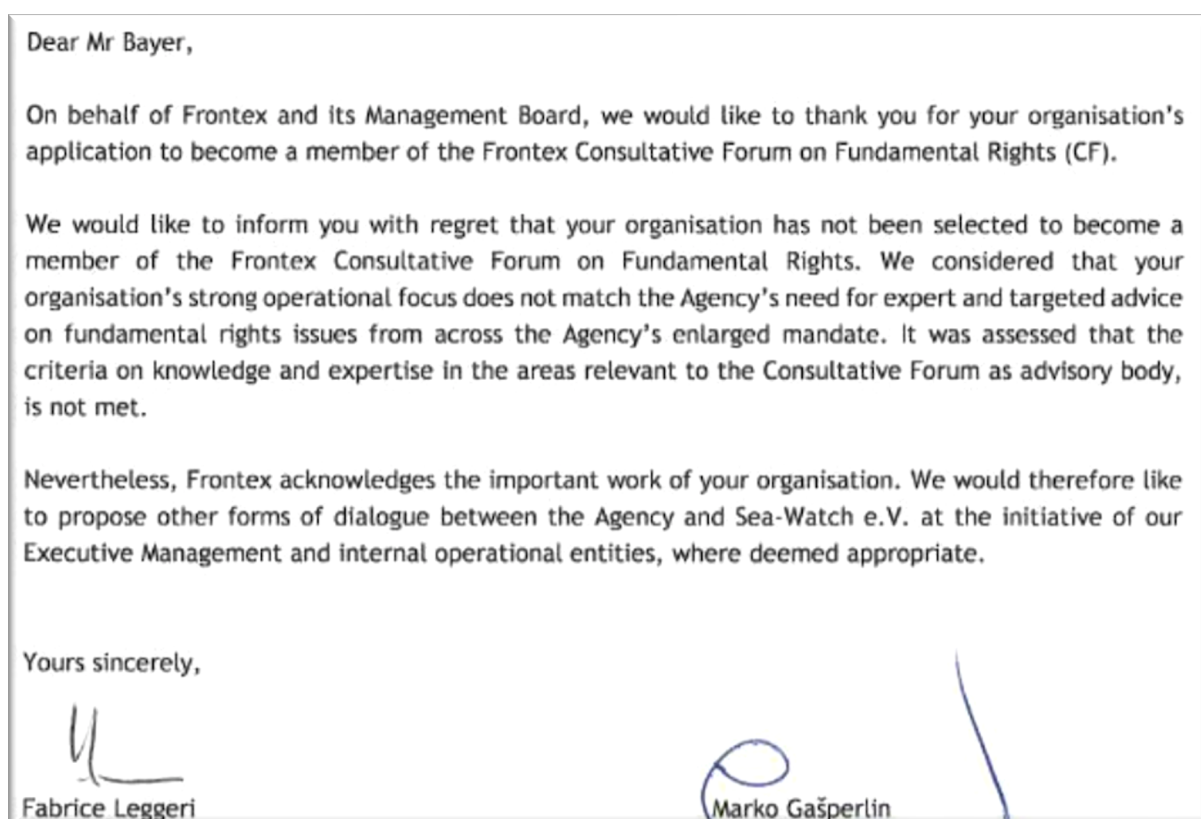 Dear Mr Bayer,
On behalf of Frontex and its Management Board, we would like to thank you for your organisation's
application to become a member of the Frontex Consultative Forum on Fundamental Rights (CF).
We would like to inform you with regret that your organisation has not been selected to become a
member of the Frontex Consultative Forum on Fundamental Rights. We considered that your
organisation's strong operational focus does not match the Agency's need for expert and targeted advice
on fundamental rights issues from across the Agency's enlarged mandate. It was assessed that the
criteria on knowledge and expertise in the areas relevant to the Consultative Forum as advisory body,
is not met.
Nevertheless, Frontex acknowledges the important work of your organisation. We would therefore like
to propose other forms of dialogue between the Agency and Sea-Watch e.V. at the initiative of our
Executive Management and internal operational entities, where deemed appropriate.
Yours sincerely,
Fabrice Leggeri
Marko Gašperlin